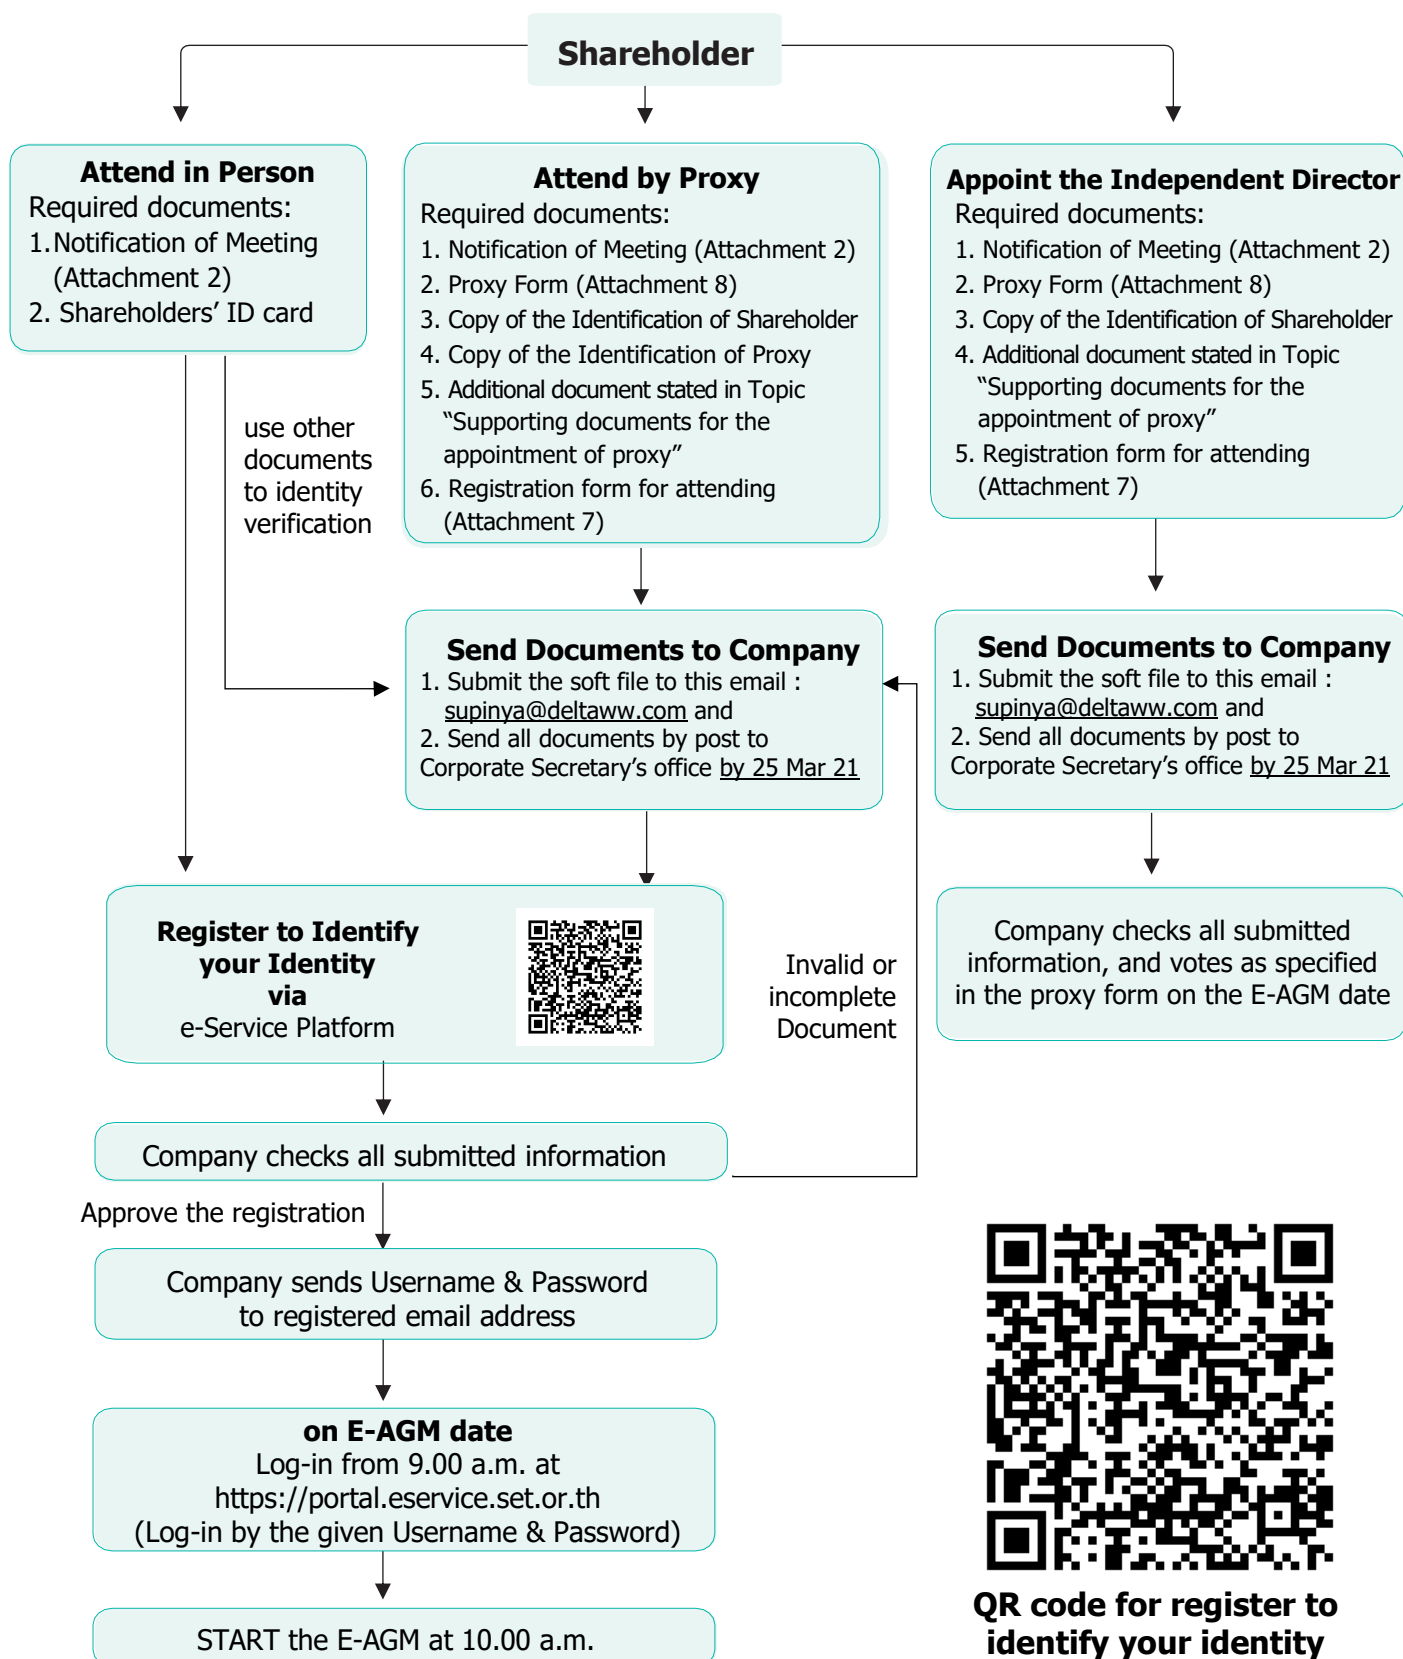 Shareholder
Attend in Person
Required documents:
1.Notification of Meeting
(Attachment 2)
2. Shareholders’ ID card
Attend by Proxy
Required documents:
1. Notification of Meeting (Attachment 2)
2. Proxy Form (Attachment 8)
3. Copy of the Identification of Shareholder
4. Copy of the Identification of Proxy
5. Additional document stated in Topic
“Supporting documents for the
appointment of proxy”
6. Registration form for attending
(Attachment 7)
Appoint the Independent Director
Required documents:
1. Notification of Meeting (Attachment 2)
2. Proxy Form (Attachment 8)
3. Copy of the Identification of Shareholder
4. Additional document stated in Topic
“Supporting documents for the
appointment of proxy”
5. Registration form for attending
(Attachment 7)
use other
documents
to identity
verification
Send Documents to Company
1. Submit the soft file to this email :
supinya@deltaww.com and
2. Send all documents by post to
Corporate Secretary’s office by 25 Mar 21
Send Documents to Company
1. Submit the soft file to this email :
supinya@deltaww.com and
2. Send all documents by post to
Corporate Secretary’s office by 25 Mar 21
Register to Identify
your Identity
via
e-Service Platform
Invalid or
incomplete
Document
Company checks all submitted
information, and votes as specified
in the proxy form on the E-AGM date
Company checks all submitted information
Approve the registration
Company sends Username & Password
to registered email address
on E-AGM date
Log-in from 9.00 a.m. at
https://portal.eservice.set.or.th
(Log-in by the given Username & Password)
START the E-AGM at 10.00 a.m.
QR code for register to
identify your identity